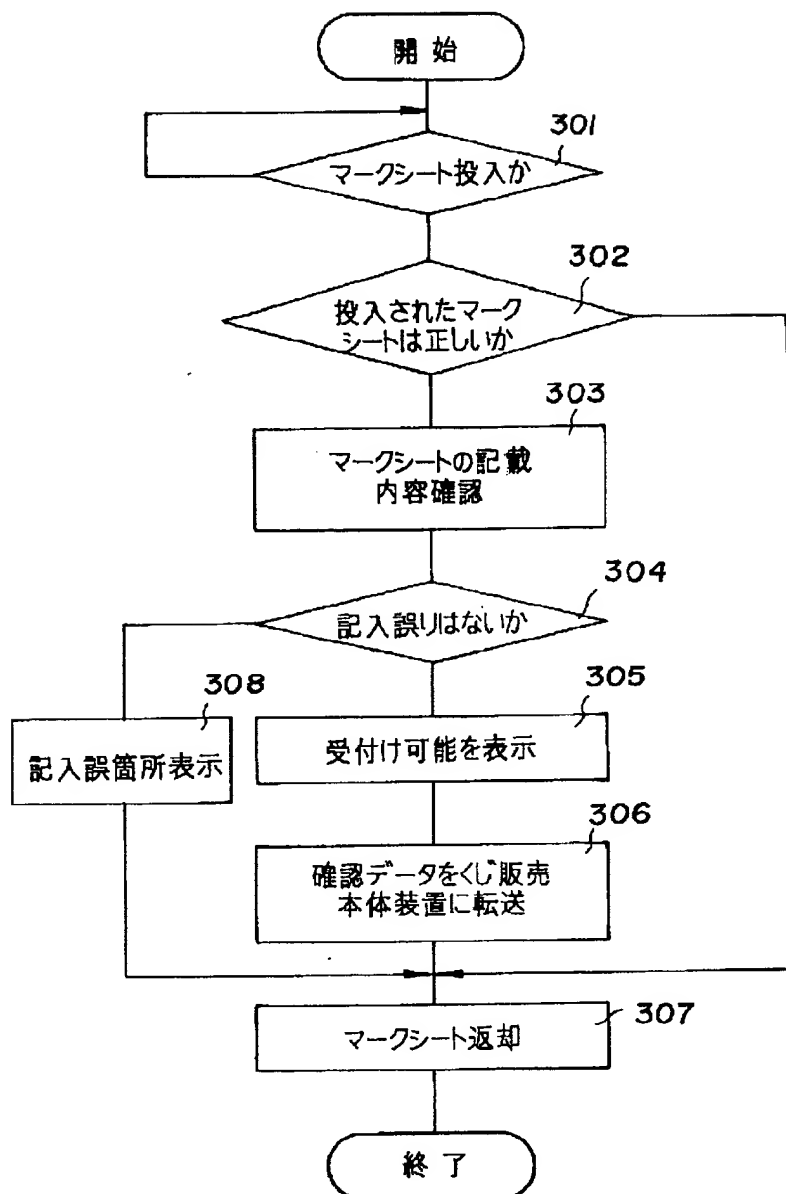 開始
301
マークシート投入か
302
投入されたマーク
シートは正しいか
303
マークシートの記載
内容確認
304
記入誤りはないか
308
記入誤箇所表示
305
受付け可能を表示
306
確認データをくじ販売
本体装置に転送
307
マークシート返却
終了